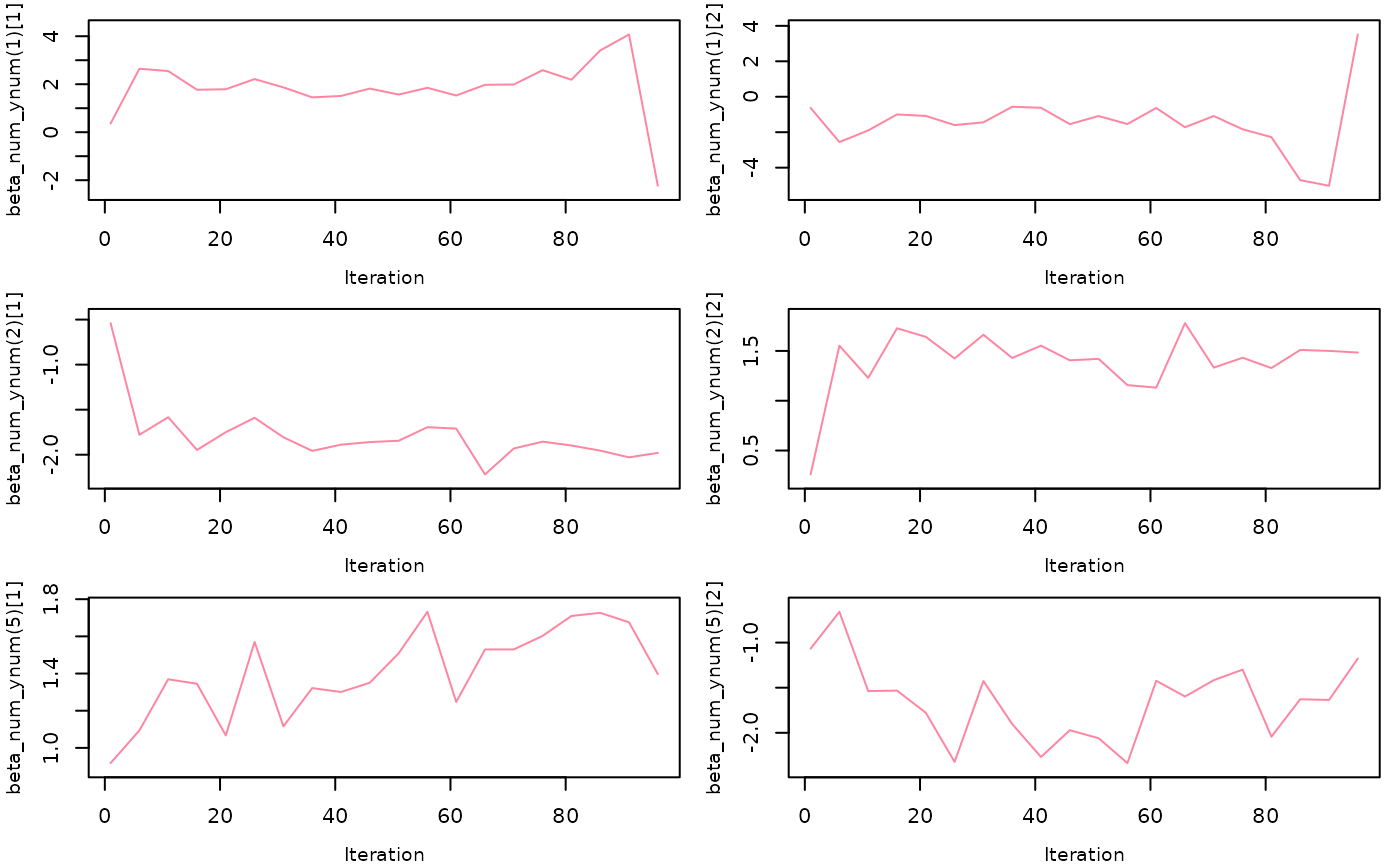 beta_num_ynum(1)[1]
4
2
0
-2
0 20 40 60 80
Iteration
beta_num_ynum(1)[2]
4
2
0
-4
0 20 40 60 80
Iteration
beta_num_ynum(2)[1]
-1.0
-2.0
0 20 40 60 80
Iteration
beta_num_ynum(2)[2]
1.5
0.5
0 20 40 60 80
Iteration
beta_num_ynum(5)[1]
1.8
1.4
1.0
0 20 40 60 80
Iteration
beta_num_ynum(5)[2]
-1.0
-2.0
0 20 40 60 80
Iteration